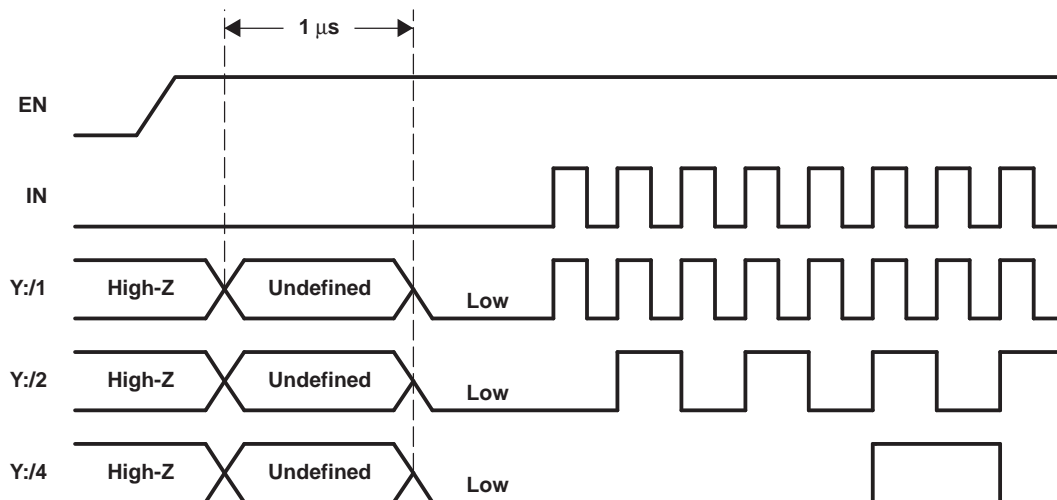 1 μs
EN
IN
Y:/1 High-Z Undefined Low
Y:/2 High-Z Undefined Low
Y:/4 High-Z Undefined Low